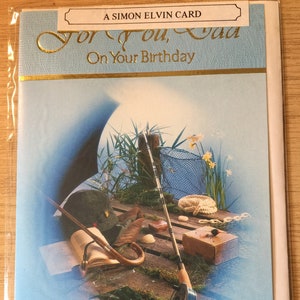 A SIMON ELVIN CARD
For You, Dad
On Your Birthday